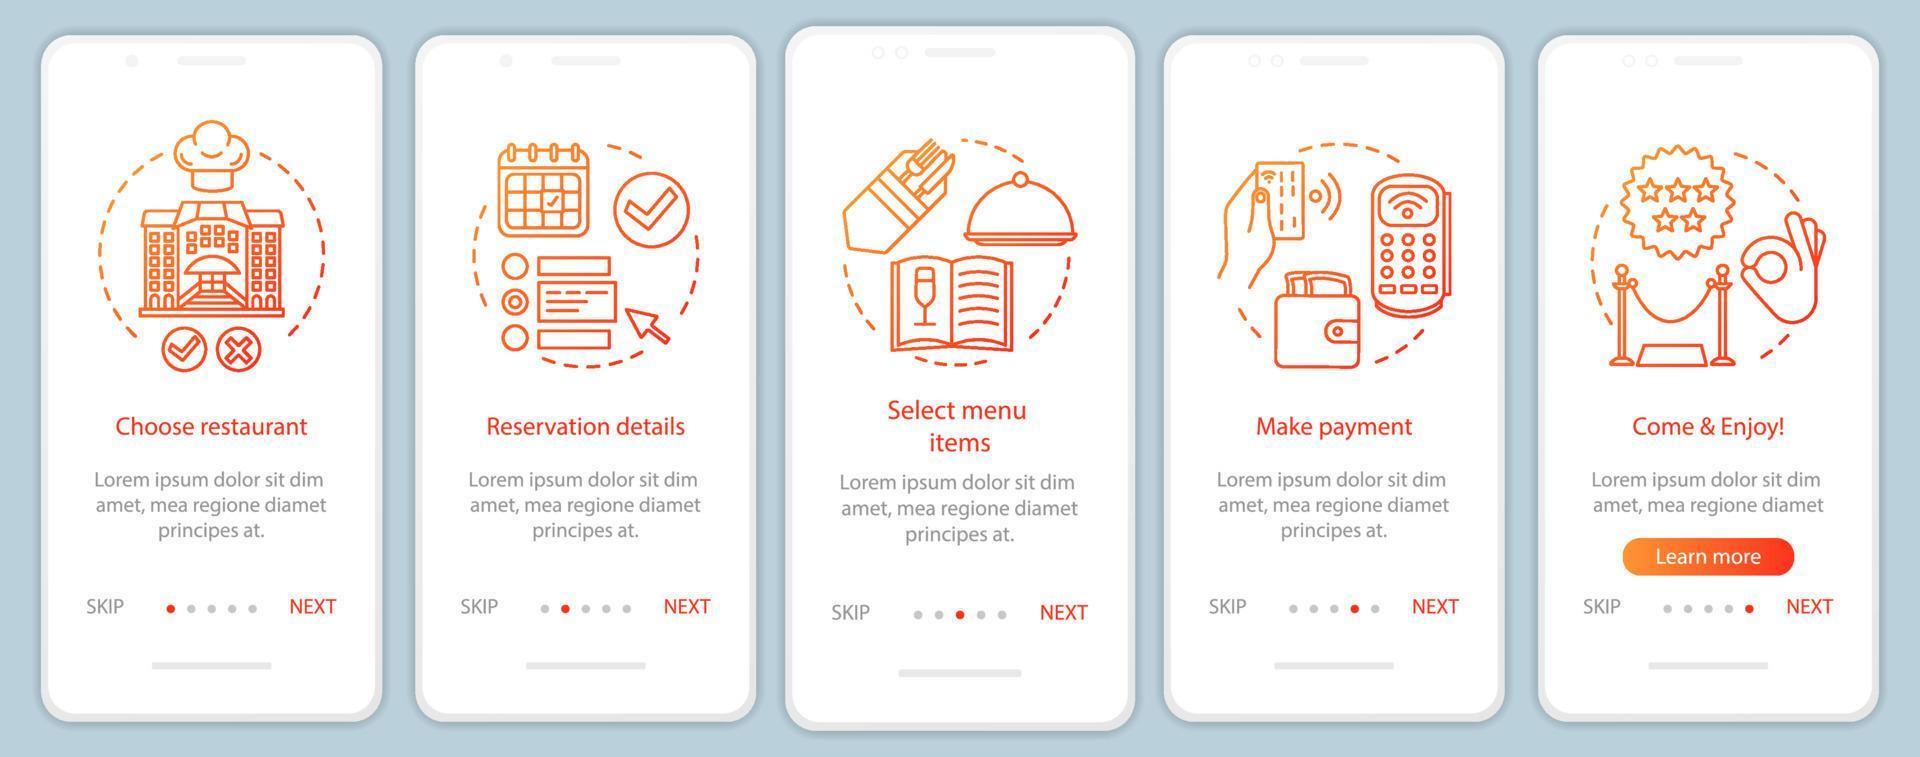 Choose restaurant
Lorem ipsum dolor sit dim
amet, mea regione diamet
principes at.
SKIP
NEXT
Reservation details
Lorem ipsum dolor sit dim
amet, mea regione diamet
principes at.
SKIP
NEXT
Select menu
items
Lorem ipsum dolor sit dim
amet, mea regione diamet
principes at.
SKIP
NEXT
Make payment
Lorem ipsum dolor sit dim
amet, mea regione diamet
principes at.
SKIP
NEXT
Come & Enjoy!
Lorem ipsum dolor sit dim
amet, mea regione diamet
Learn more
SKIP
NEXT